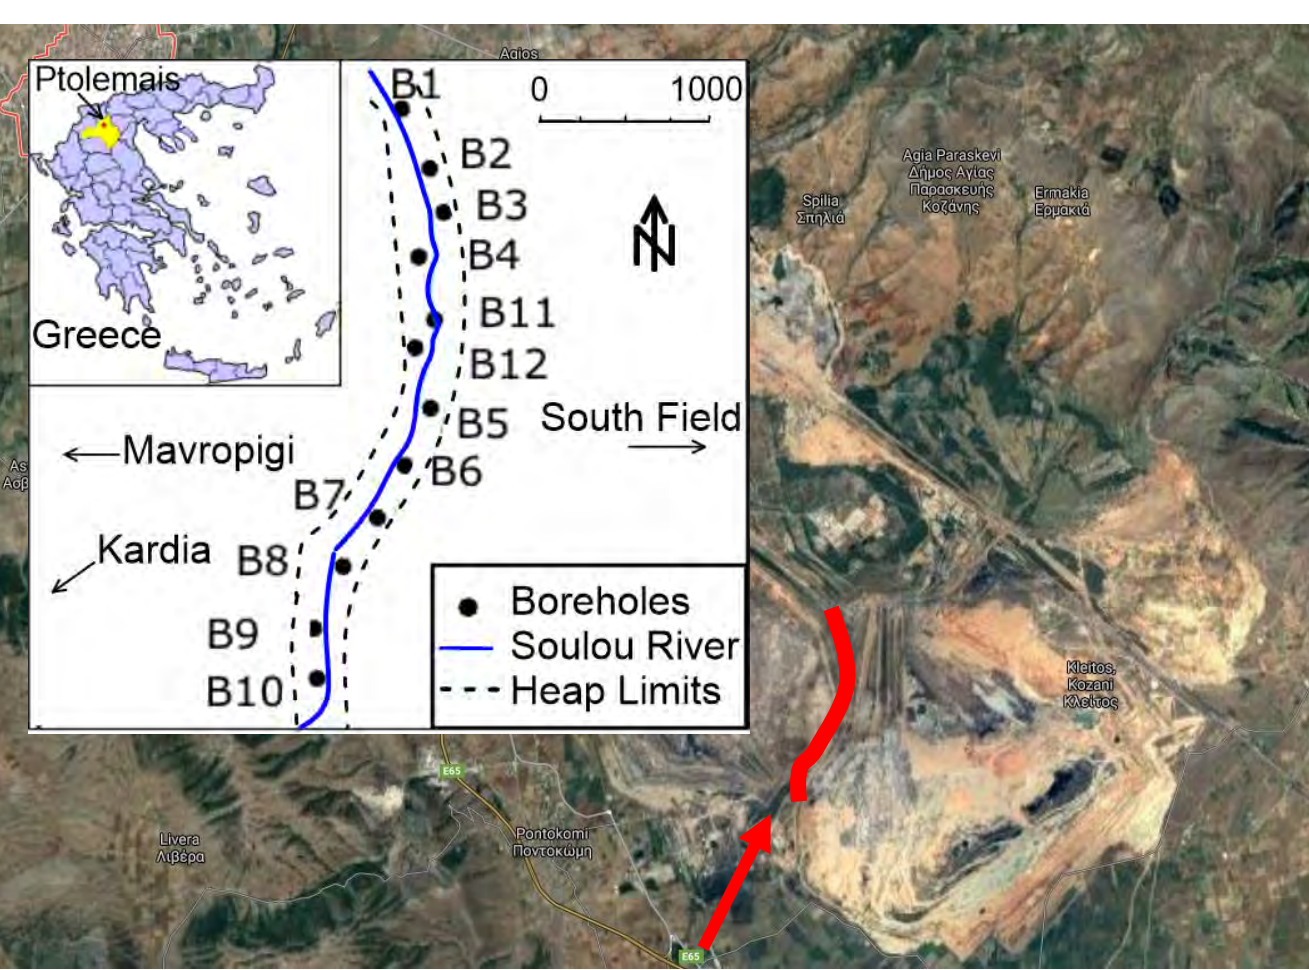 Agios
Ptolemais
Greece
B1
B2
B3
B4
B11
B12
B5
B6
B7
B8
B9
B10
0 1000
N
South Field
Mavropigi
Kardia
Boreholes
Soulou River
Heap Limits
As
Ασβ
Agia Paraskevi
Δήμος Αγίας
Παρασκευής
Κοζάνης
Spilia
Σπηλιά
Ermakia
Ερμακιά
Kleitos,
Kozani
Κλείτος
E65
Livera
Λιβέρα
Pontokomi
Ποντοκώμη
E65